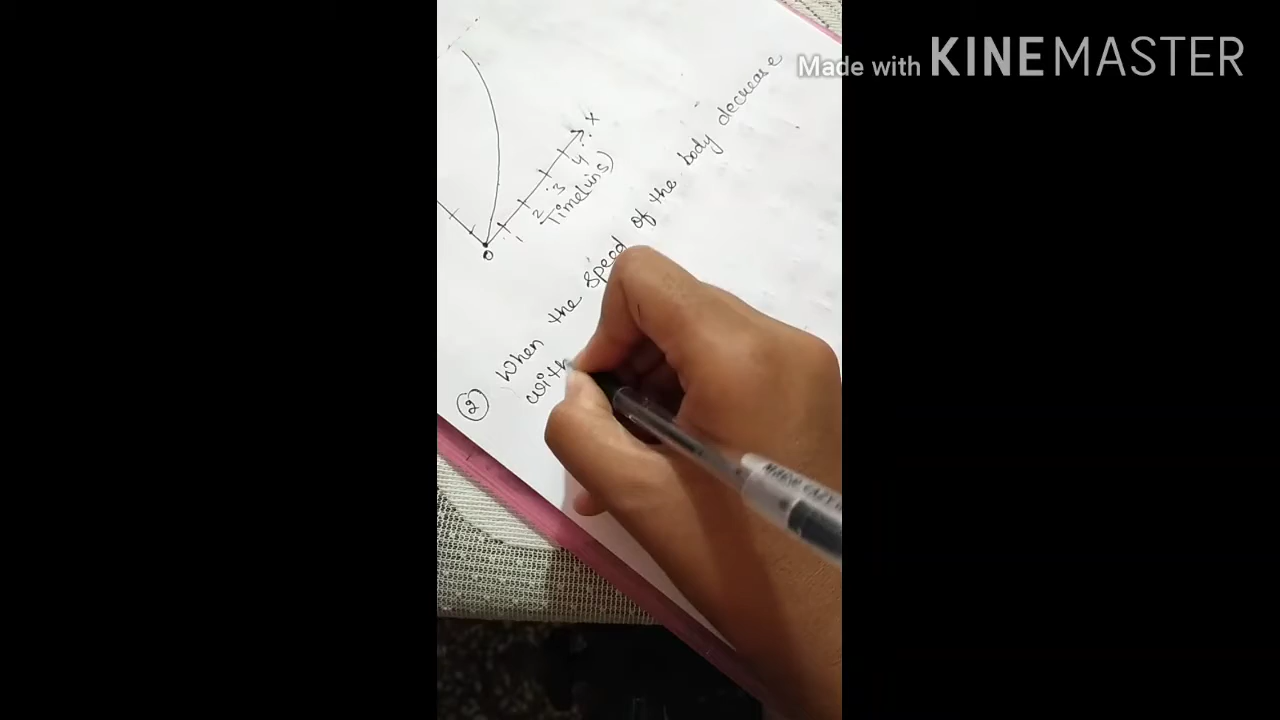 Made with KINEMASTER
X
1 2 3 4
Time(in s)
0
② When the speed of the body decrease
with